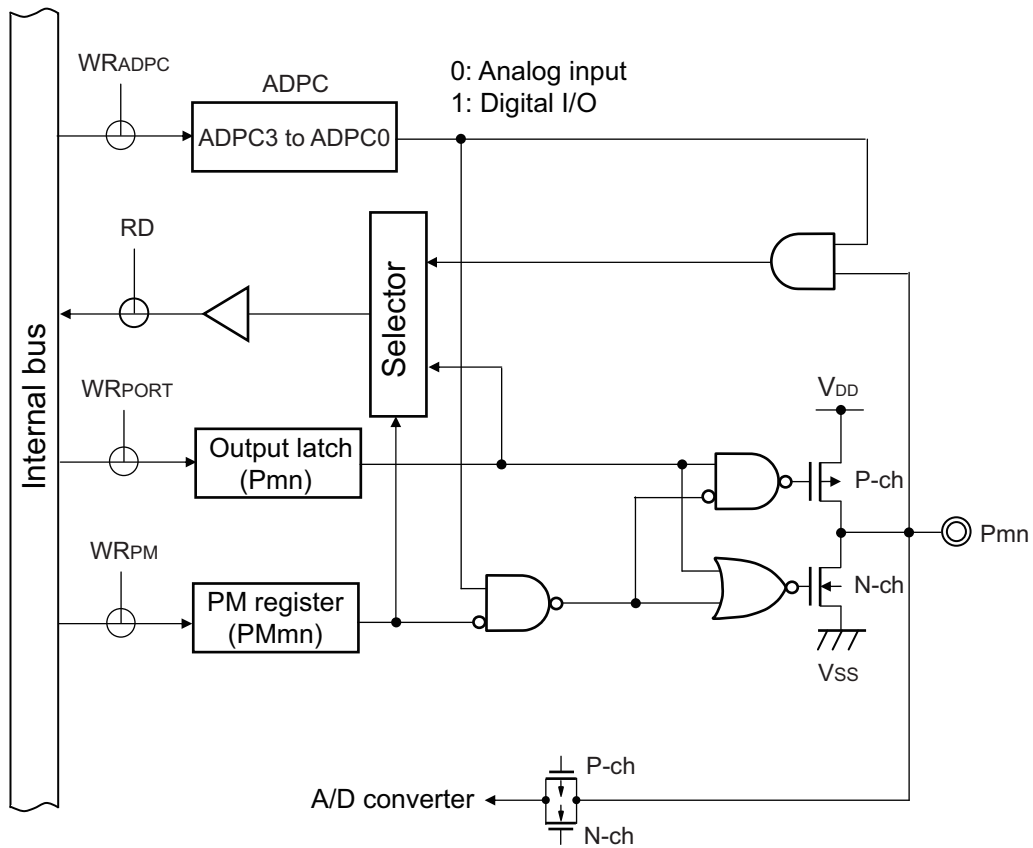 WRADPC
ADPC
0: Analog input
1: Digital I/O
ADPC3 to ADPC0
RD
Selector
Internal bus
WRPORT
VDD
Output latch
(Pmn)
P-ch
Pmn
WRPM
N-ch
PM register
(PMmn)
VSS
P-ch
A/D converter
N-ch